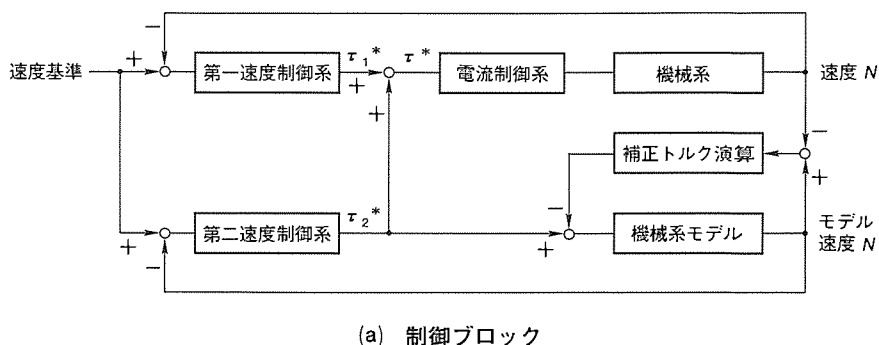 速度基準
+
−
第一速度制御系
τ1*
+
τ*
+
電流制御系
機械系
速度 N
−
補正トルク演算
+
−
+
−
第二速度制御系
τ2*
+
機械系モデル
モデル
速度 N
(a) 制御ブロック